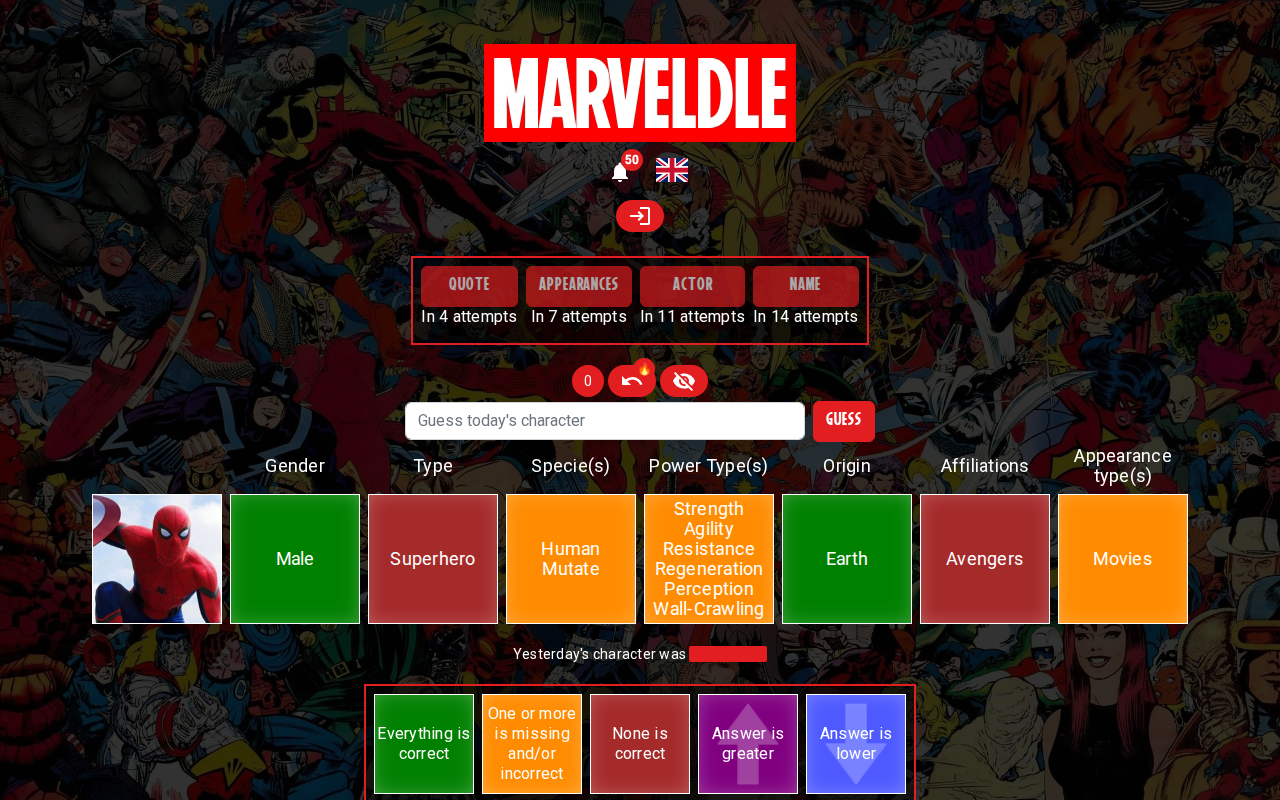 MARVELDLE
50
QUOTE APPEARANCES ACTOR NAME
In 4 attempts In 7 attempts In 11 attempts In 14 attempts
0
Guess today's character
GUESS
Gender Type Specie(s) Power Type(s) Origin Affiliations Appearance
type(s)
Male
Superhero
Human
Mutate
Strength
Agility
Resistance
Regeneration
Perception
Wall-Crawling
Earth
Avengers
Movies
Yesterday's character was
Everything is
correct
One or more
is missing
and/or
incorrect
None is
correct
Answer is
greater
Answer is
lower